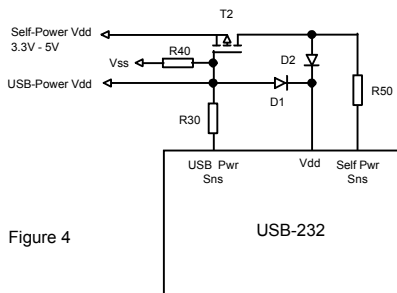 T2
Self-Power Vdd
3.3V - 5V
R40
Vss
D2
USB-Power Vdd
D1
R50
R30
USB Pwr
Sns
Vdd
Self Pwr
Sns
Figure 4
USB-232